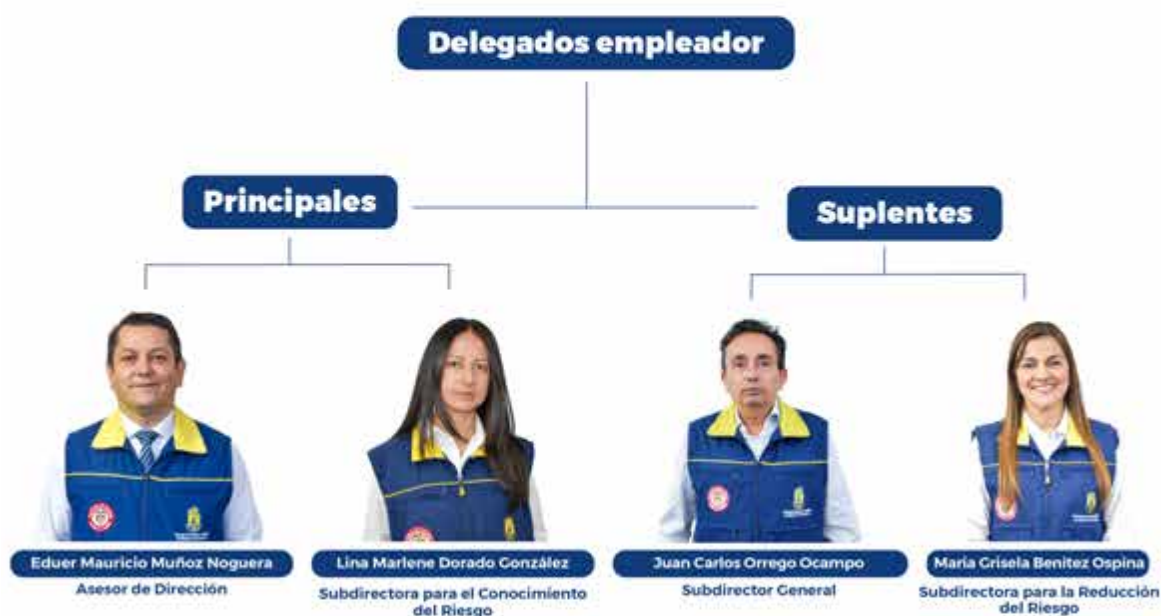 Delegados empleador
Principales
Suplentes
Eduer Mauricio Muñoz Noguera
Asesor de Dirección
Lina Marlene Dorado González
Subdirectora para el Conocimiento
del Riesgo
Juan Carlos Orrego Ocampo
Subdirector General
Maria Grisela Benítez Ospina
Subdirectora para la Reducción
del Riesgo